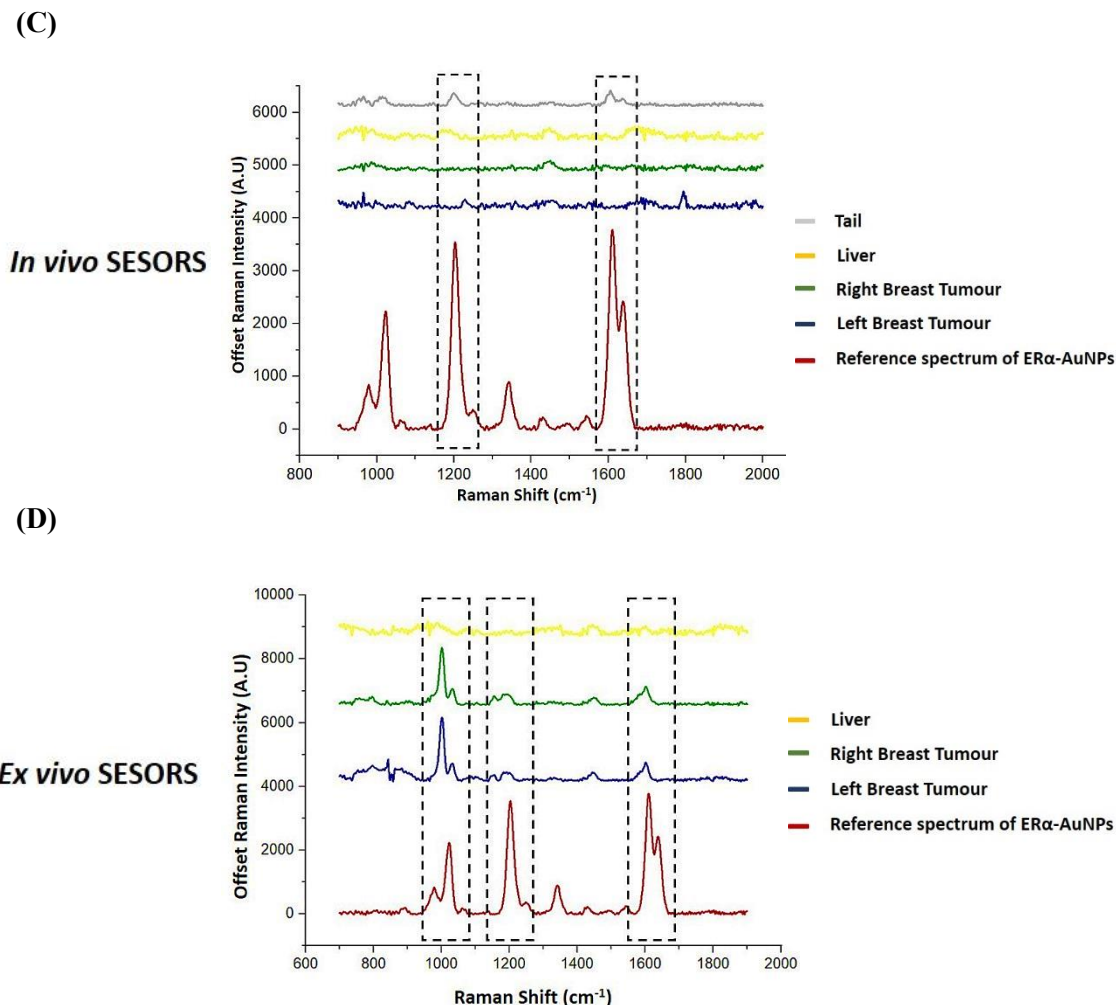 (C)
In vivo SESORS
Offset Raman Intensity (A.U)
6000
5000
4000
3000
2000
1000
0
800
1000
1200
1400
1600
1800
2000
Raman Shift (cm⁻¹)
Tail
Liver
Right Breast Tumour
Left Breast Tumour
Reference spectrum of ERα-AuNPs
(D)
Ex vivo SESORS
Offset Raman Intensity (A.U)
10000
8000
6000
4000
2000
0
600
800
1000
1200
1400
1600
1800
2000
Raman Shift (cm⁻¹)
Liver
Right Breast Tumour
Left Breast Tumour
Reference spectrum of ERα-AuNPs